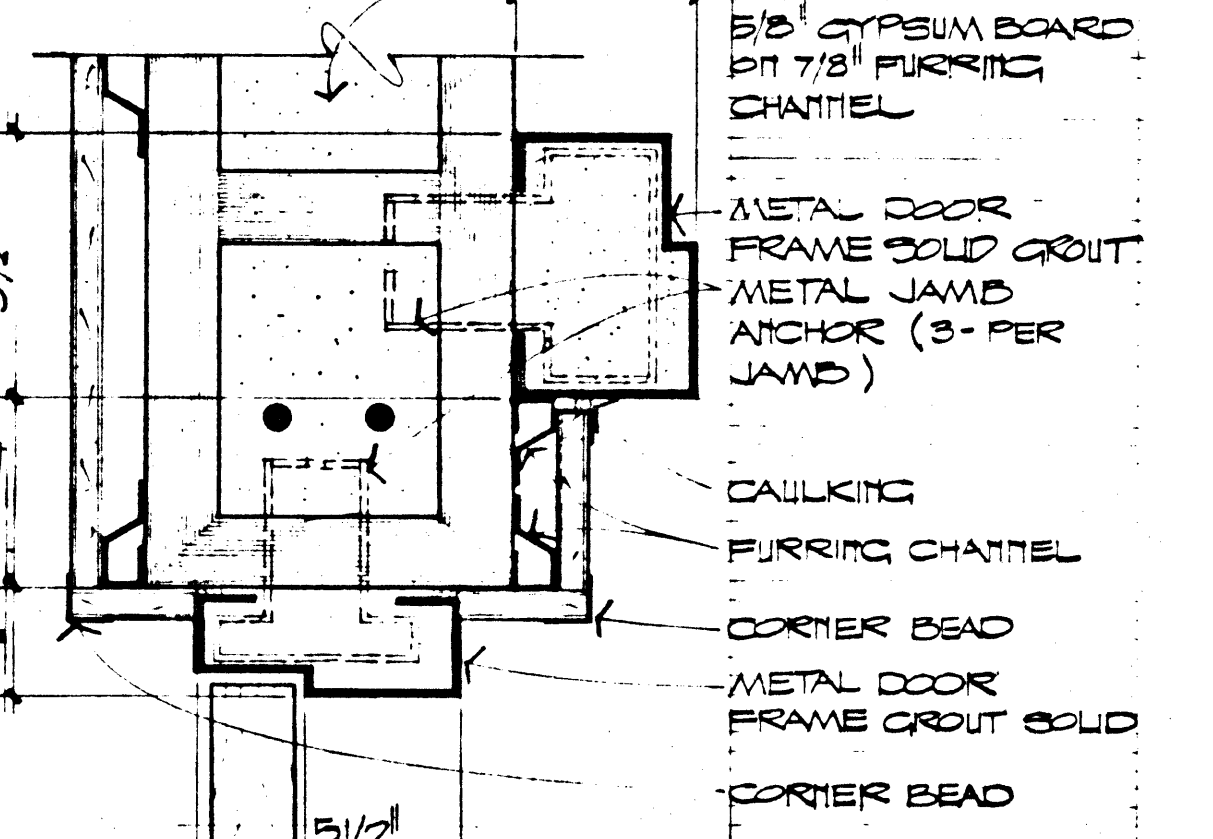 5/8" GYPSUM BOARD
ON 7/8" FURRING
CHANNEL
METAL DOOR
FRAME SOLID GROUT
METAL JAMB
ANCHOR (3-PER
JAMB)
CAULKING
FURRING CHANNEL
CORNER BEAD
METAL DOOR
FRAME GROUT SOLID
CORNER BEAD
5 1/2"